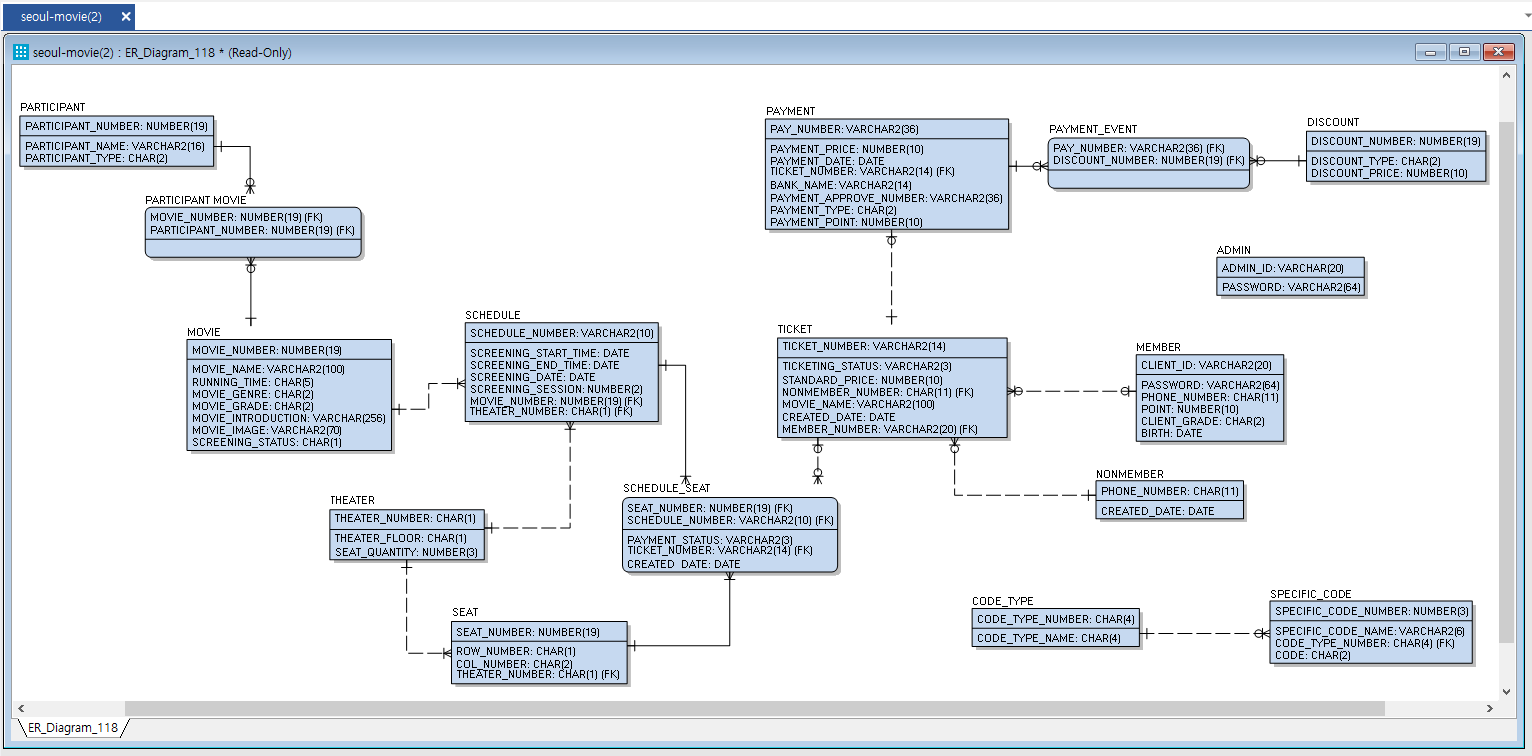 seoul-movie(2)
seoul-movie(2) : ER_Diagram_118 * (Read-Only)
PARTICIPANT
PARTICIPANT_NUMBER: NUMBER(19)
PARTICIPANT_NAME: VARCHAR2(16)
PARTICIPANT_TYPE: CHAR(2)
PARTICIPANT MOVIE
MOVIE_NUMBER: NUMBER(19) (FK)
PARTICIPANT_NUMBER: NUMBER(19) (FK)
MOVIE
MOVIE_NUMBER: NUMBER(19)
MOVIE_NAME: VARCHAR2(100)
RUNNING_TIME: CHAR(5)
MOVIE_GENRE: CHAR(2)
MOVIE_GRADE: CHAR(2)
MOVIE_INTRODUCTION: VARCHAR(256)
MOVIE_IMAGE: VARCHAR2(70)
SCREENING_STATUS: CHAR(1)
SCHEDULE
SCHEDULE_NUMBER: VARCHAR2(10)
SCREENING_START_TIME: DATE
SCREENING_END_TIME: DATE
SCREENING_DATE: DATE
SCREENING_SESSION: NUMBER(2)
MOVIE_NUMBER: NUMBER(19) (FK)
THEATER_NUMBER: CHAR(1) (FK)
THEATER
THEATER_NUMBER: CHAR(1)
THEATER_FLOOR: CHAR(1)
SEAT_QUANTITY: NUMBER(3)
SEAT
SEAT_NUMBER: NUMBER(19)
ROW_NUMBER: CHAR(1)
COL_NUMBER: CHAR(2)
THEATER_NUMBER: CHAR(1) (FK)
SCHEDULE_SEAT
SEAT_NUMBER: NUMBER(19) (FK)
SCHEDULE_NUMBER: VARCHAR2(10) (FK)
PAYMENT_STATUS: VARCHAR2(3)
TICKET_NUMBER: VARCHAR2(14) (FK)
CREATED_DATE: DATE
PAYMENT
PAY_NUMBER: VARCHAR2(36)
PAYMENT_PRICE: NUMBER(10)
PAYMENT_DATE: DATE
TICKET_NUMBER: VARCHAR2(14) (FK)
BANK_NAME: VARCHAR2(14)
PAYMENT_APPROVE_NUMBER: VARCHAR2(36)
PAYMENT_TYPE: CHAR(2)
PAYMENT_POINT: NUMBER(10)
PAYMENT_EVENT
PAY_NUMBER: VARCHAR2(36) (FK)
DISCOUNT_NUMBER: NUMBER(19) (FK)
DISCOUNT
DISCOUNT_NUMBER: NUMBER(19)
DISCOUNT_TYPE: CHAR(2)
DISCOUNT_PRICE: NUMBER(10)
ADMIN
ADMIN_ID: VARCHAR(20)
PASSWORD: VARCHAR2(64)
TICKET
TICKET_NUMBER: VARCHAR2(14)
TICKETING_STATUS: VARCHAR2(3)
STANDARD_PRICE: NUMBER(10)
NONMEMBER_NUMBER: CHAR(11) (FK)
MOVIE_NAME: VARCHAR2(100)
CREATED_DATE: DATE
MEMBER_NUMBER: VARCHAR2(20) (FK)
MEMBER
CLIENT_ID: VARCHAR2(20)
PASSWORD: VARCHAR2(64)
PHONE_NUMBER: CHAR(11)
POINT: NUMBER(10)
CLIENT_GRADE: CHAR(2)
BIRTH: DATE
NONMEMBER
PHONE_NUMBER: CHAR(11)
CREATED_DATE: DATE
CODE_TYPE
CODE_TYPE_NUMBER: CHAR(4)
CODE_TYPE_NAME: CHAR(4)
SPECIFIC_CODE
SPECIFIC_CODE_NUMBER: NUMBER(3)
SPECIFIC_CODE_NAME: VARCHAR2(6)
CODE_TYPE_NUMBER: CHAR(4) (FK)
CODE: CHAR(2)
ER_Diagram_118